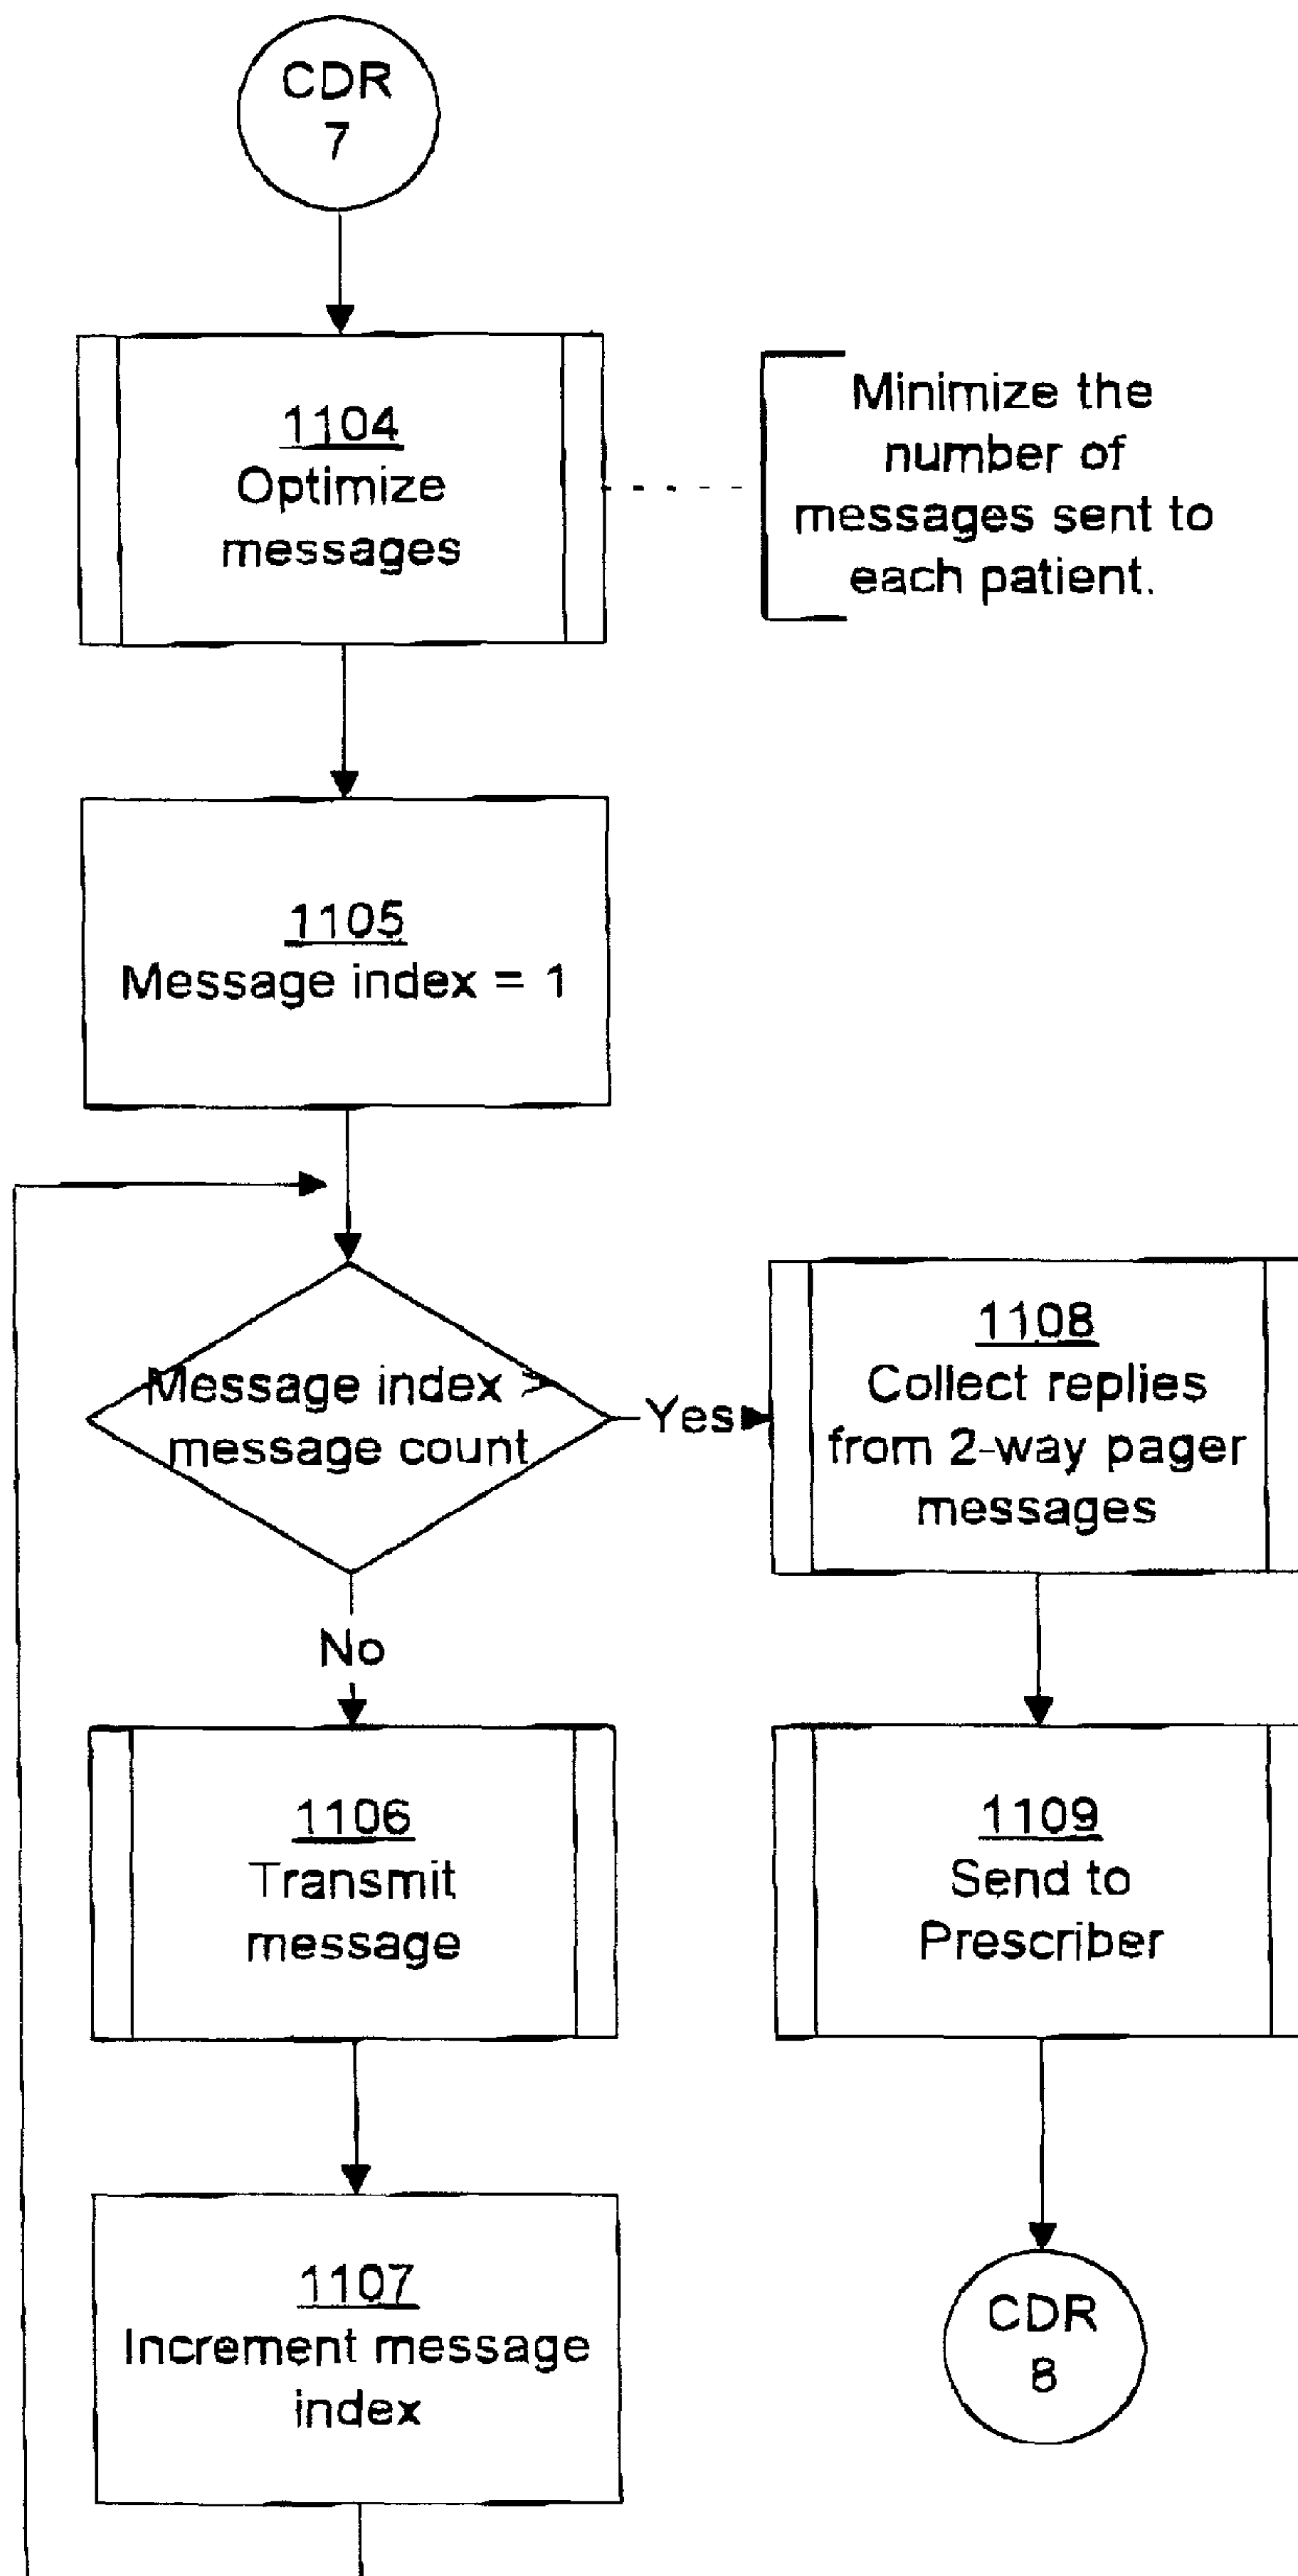 CDR
7
1104
Optimize
messages
Minimize the
number of
messages sent to
each patient.
1105
Message index = 1
Message index >
message count
Yes
No
1108
Collect replies
from 2-way pager
messages
1106
Transmit
message
1109
Send to
Prescriber
1107
Increment message
index
CDR
8